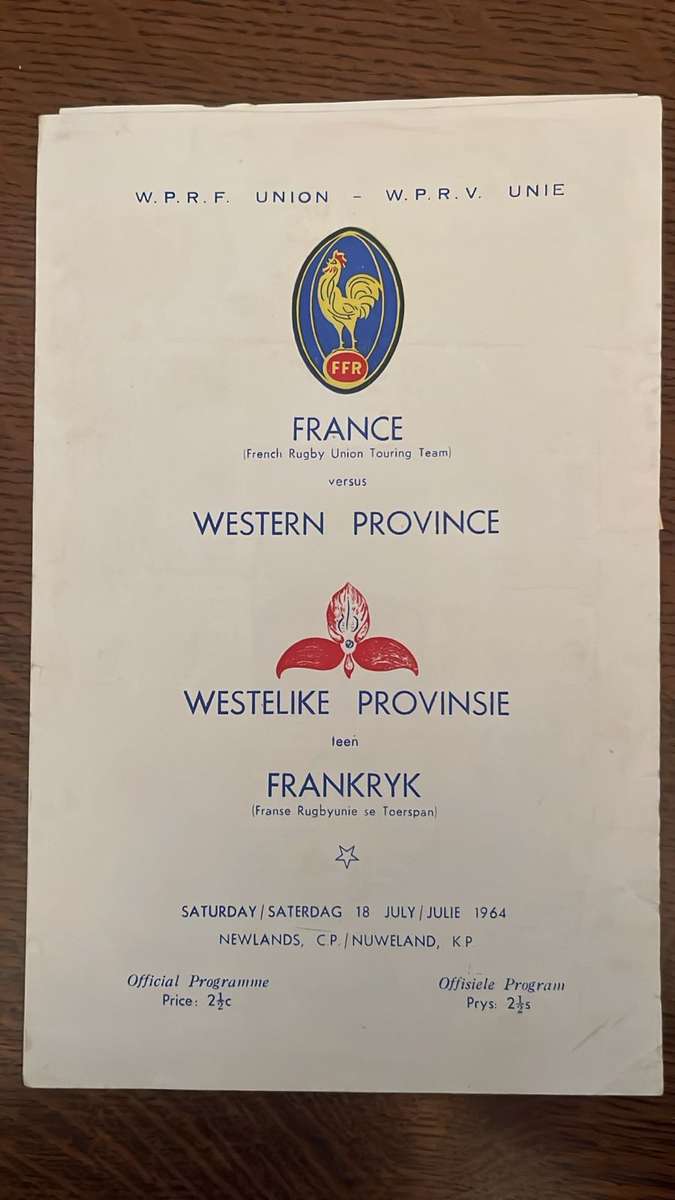 W. P. R. F. UNION - W. P. R. V. UNIE
FFR
FRANCE
(French Rugby Union Touring Team)
versus
WESTERN PROVINCE
WESTELIKE PROVINSIE
teen
FRANKRYK
(Franse Rugbyunie se Toerspan)
SATURDAY/SATERDAG 18 JULY/JULIE 1964
NEWLANDS, C.P./NUWELAND, K.P.
Official Programme Offisiele Program
Price: 2½c Prys: 2½s